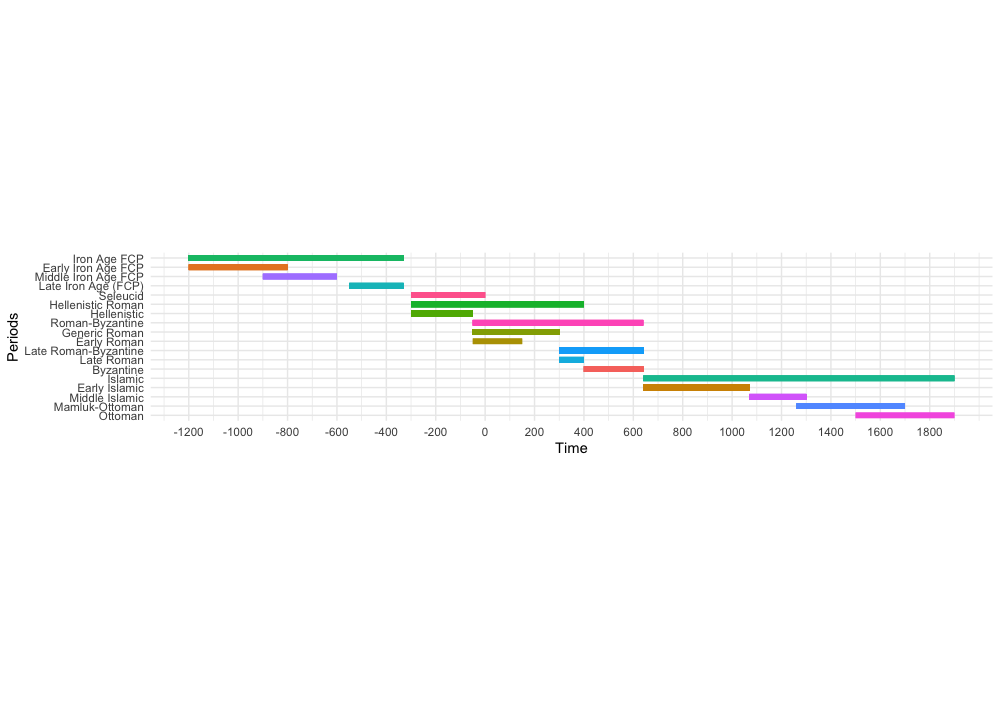 Iron Age FCP
Early Iron Age FCP
Middle Iron Age FCP
Late Iron Age (FCP)
Seleucid
Hellenistic Roman
Hellenistic
Roman-Byzantine
Generic Roman
Early Roman
Late Roman-Byzantine
Late Roman
Byzantine
Islamic
Early Islamic
Middle Islamic
Mamluk-Ottoman
Ottoman
Periods
-1200 -1000 -800 -600 -400 -200 0 200 400 600 800 1000 1200 1400 1600 1800
Time